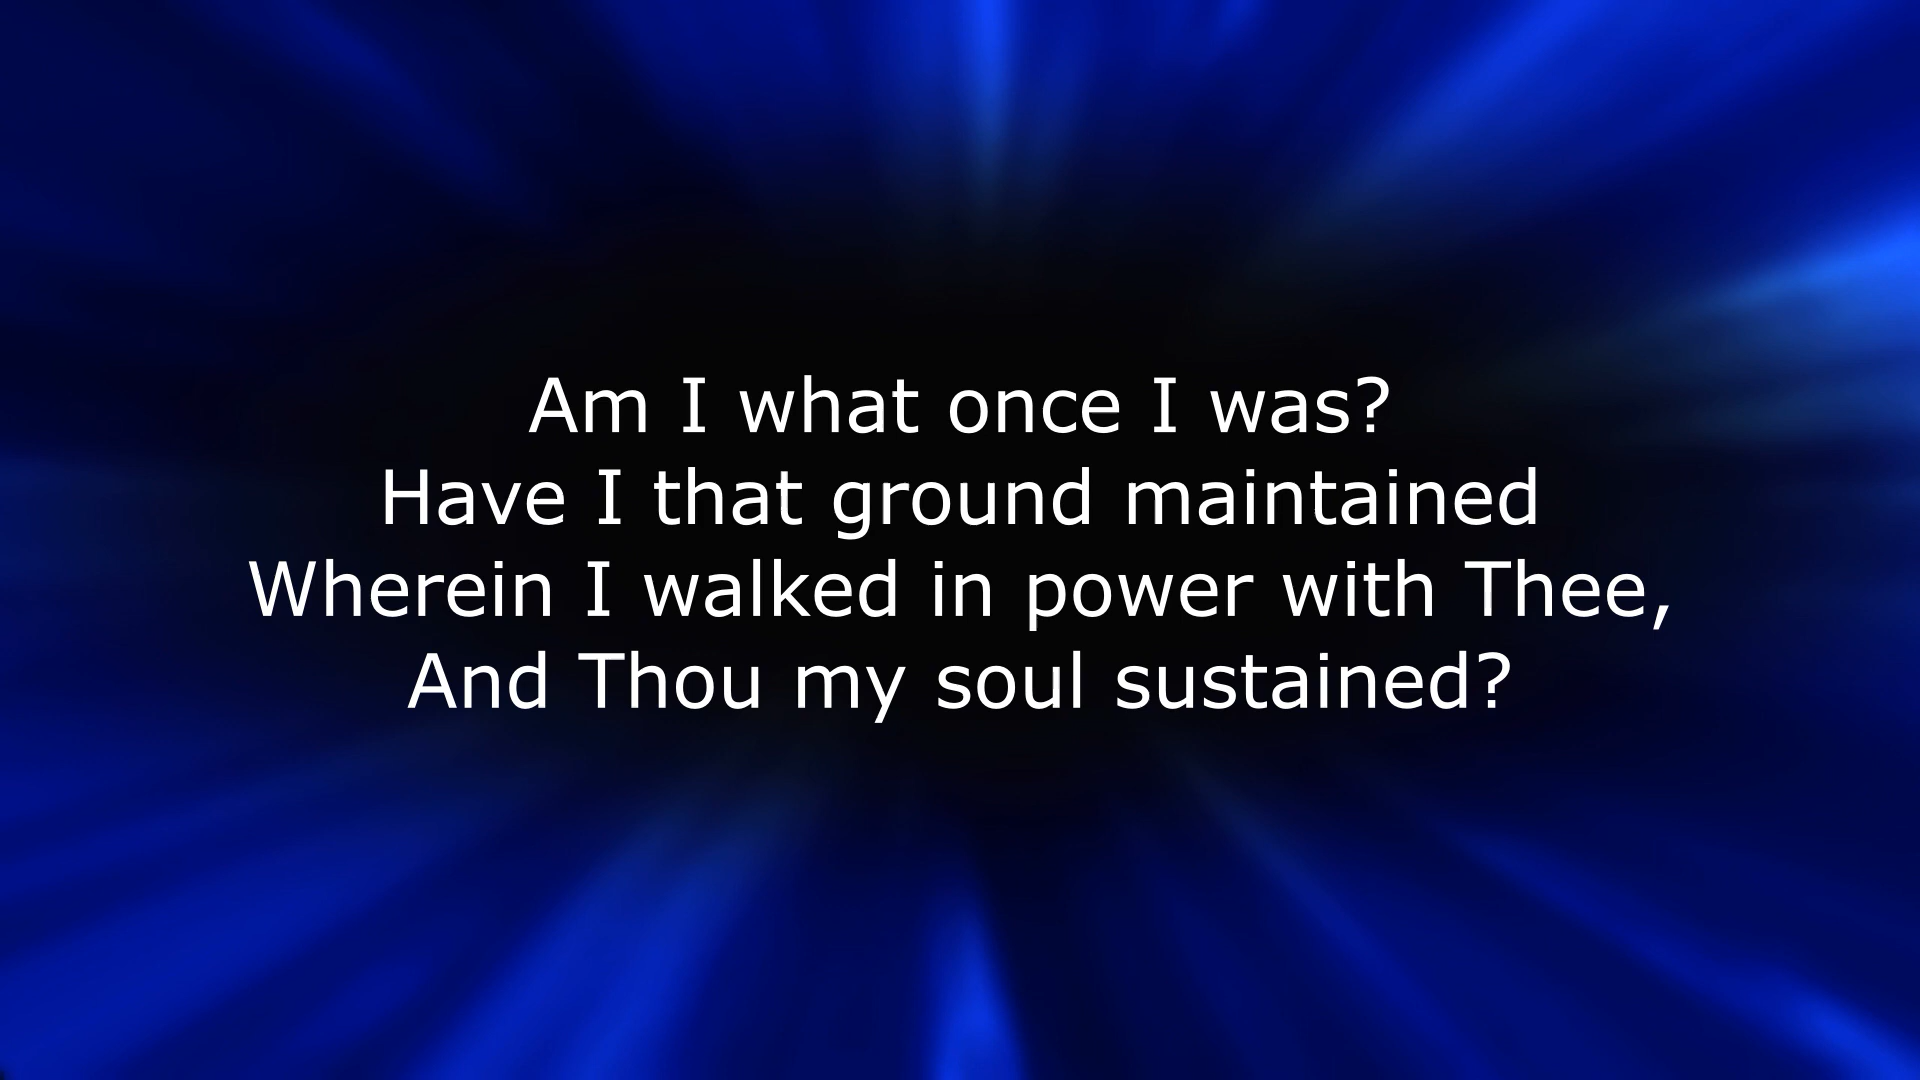 Am I what once I was?
Have I that ground maintained
Wherein I walked in power with Thee,
And Thou my soul sustained?